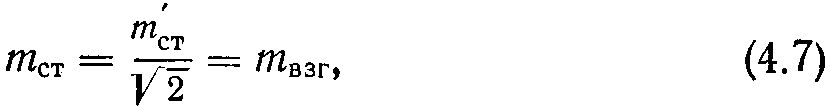 m_ст = m′_ст / √2 = m_взг, (4.7)